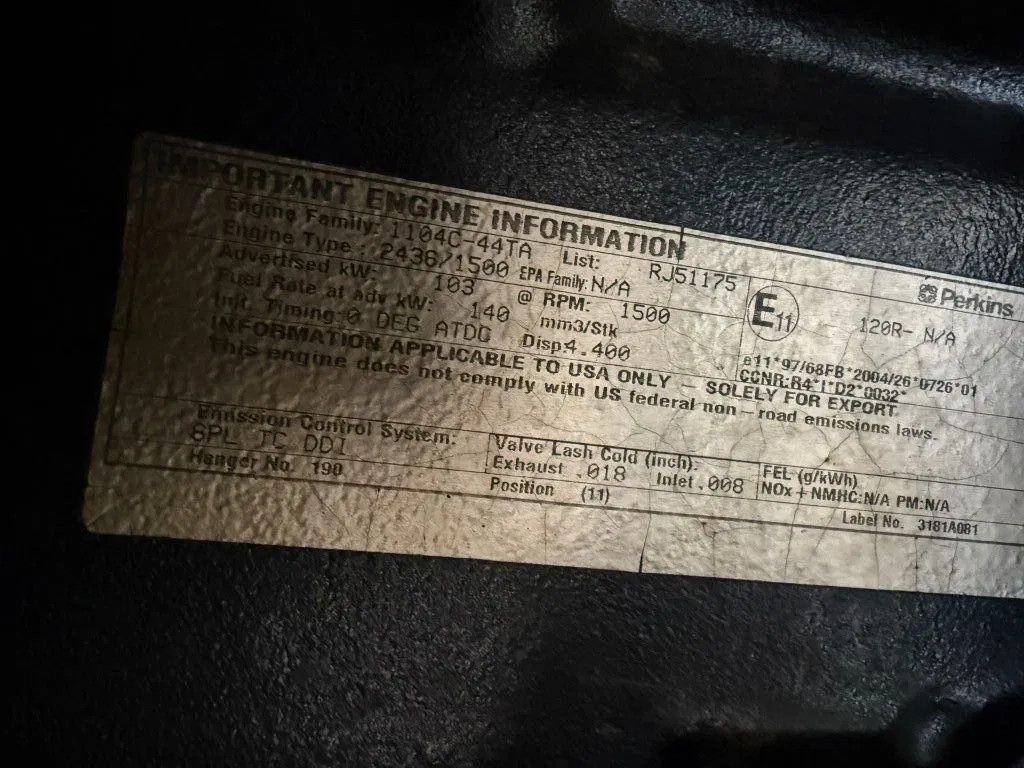 IMPORTANT ENGINE INFORMATION
Perkins
Engine Family: 1104C-44TA List: RJ51175
Engine Type: 2436/1500 EPA Family: N/A
E11 120R- N/A
Advertised kW: 103 @ RPM: 1500
Fuel Rate at adv kW: 140 mm3/Stk
e11*97/68FB*2004/26*0726*01
Init. Timing: 0 DEG ATDC Disp 4.400
CCNR:R4*I*D2*0032*
INFORMATION APPLICABLE TO USA ONLY – SOLELY FOR EXPORT.
This engine does not comply with US federal non – road emissions laws.
Emission Control System:
SPL TC DDI
Valve Lash Cold (inch):
Exhaust .018 Inlet .008
FEL (g/kWh)
NOx + NMHC:N/A PM:N/A
Hanger No. 190 Position (11) Label No. 3181A081